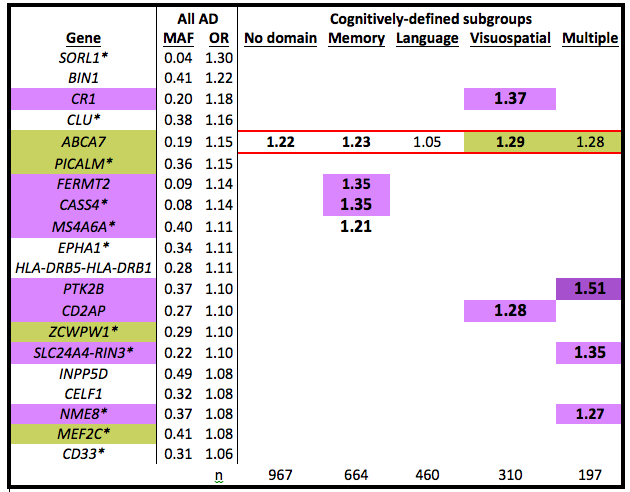 All AD Cognitively-defined subgroups
Gene MAF OR No domain Memory Language Visuospatial Multiple
SORL1* 0.04 1.30
BIN1 0.41 1.22
CR1 0.20 1.18 1.37
CLU* 0.38 1.16
ABCA7 0.19 1.15 1.22 1.23 1.05 1.29 1.28
PICALM* 0.36 1.15
FERMT2 0.09 1.14 1.35
CASS4* 0.08 1.14 1.35
MS4A6A* 0.40 1.11 1.21
EPHA1* 0.34 1.11
HLA-DRB5-HLA-DRB1 0.28 1.11
PTK2B 0.37 1.10 1.51
CD2AP 0.27 1.10 1.28
ZCWPW1* 0.29 1.10
SLC24A4-RIN3* 0.22 1.10 1.35
INPP5D 0.49 1.08
CELF1 0.32 1.08
NME8* 0.37 1.08 1.27
MEF2C* 0.41 1.08
CD33* 0.31 1.06
n 967 664 460 310 197